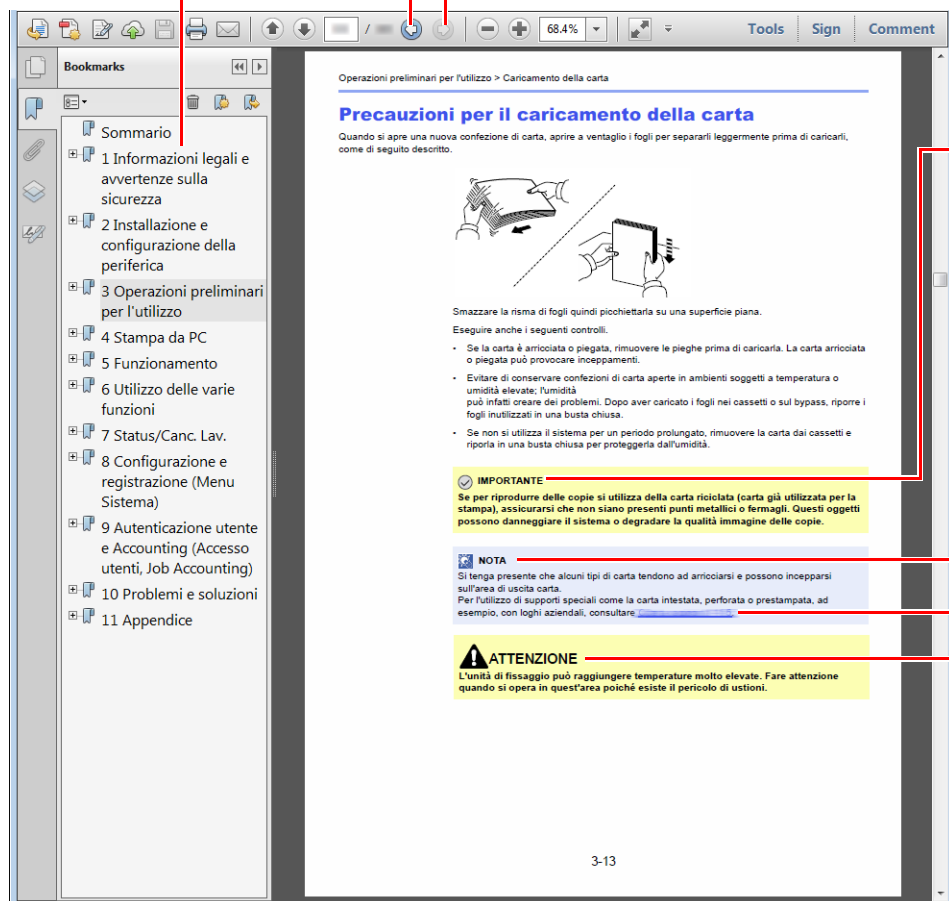 /
68.4%
Tools
Sign
Comment
Bookmarks
Sommario
1 Informazioni legali e
avvertenze sulla
sicurezza
2 Installazione e
configurazione della
periferica
3 Operazioni preliminari
per l'utilizzo
4 Stampa da PC
5 Funzionamento
6 Utilizzo delle varie
funzioni
7 Status/Canc. Lav.
8 Configurazione e
registrazione (Menu
Sistema)
9 Autenticazione utente
e Accounting (Accesso
utenti, Job Accounting)
10 Problemi e soluzioni
11 Appendice
Operazioni preliminari per l'utilizzo > Caricamento della carta
Precauzioni per il caricamento della carta
Quando si apre una nuova confezione di carta, aprire a ventaglio i fogli per separarli leggermente prima di caricarli,
come di seguito descritto.
Smazzare la risma di fogli quindi picchiettarla su una superficie piana.
Eseguire anche i seguenti controlli.
• Se la carta è arricciata o piegata, rimuovere le pieghe prima di caricarla. La carta arricciata
o piegata può provocare inceppamenti.
• Evitare di conservare confezioni di carta aperte in ambienti soggetti a temperatura o
umidità elevate; l'umidità
può infatti creare dei problemi. Dopo aver caricato i fogli nei cassetti o sul bypass, riporre i
fogli inutilizzati in una busta chiusa.
• Se non si utilizza il sistema per un periodo prolungato, rimuovere la carta dai cassetti e
riporla in una busta chiusa per proteggerla dall'umidità.
IMPORTANTE
Se per riprodurre delle copie si utilizza della carta riciclata (carta già utilizzata per la
stampa), assicurarsi che non siano presenti punti metallici o fermagli. Questi oggetti
possono danneggiare il sistema o degradare la qualità immagine delle copie.
NOTA
Si tenga presente che alcuni tipi di carta tendono ad arricciarsi e possono incepparsi
sull'area di uscita carta.
Per l'utilizzo di supporti speciali come la carta intestata, perforata o prestampata, ad
esempio, con loghi aziendali, consultare
ATTENZIONE
L'unità di fissaggio può raggiungere temperature molto elevate. Fare attenzione
quando si opera in quest'area poiché esiste il pericolo di ustioni.
3-13